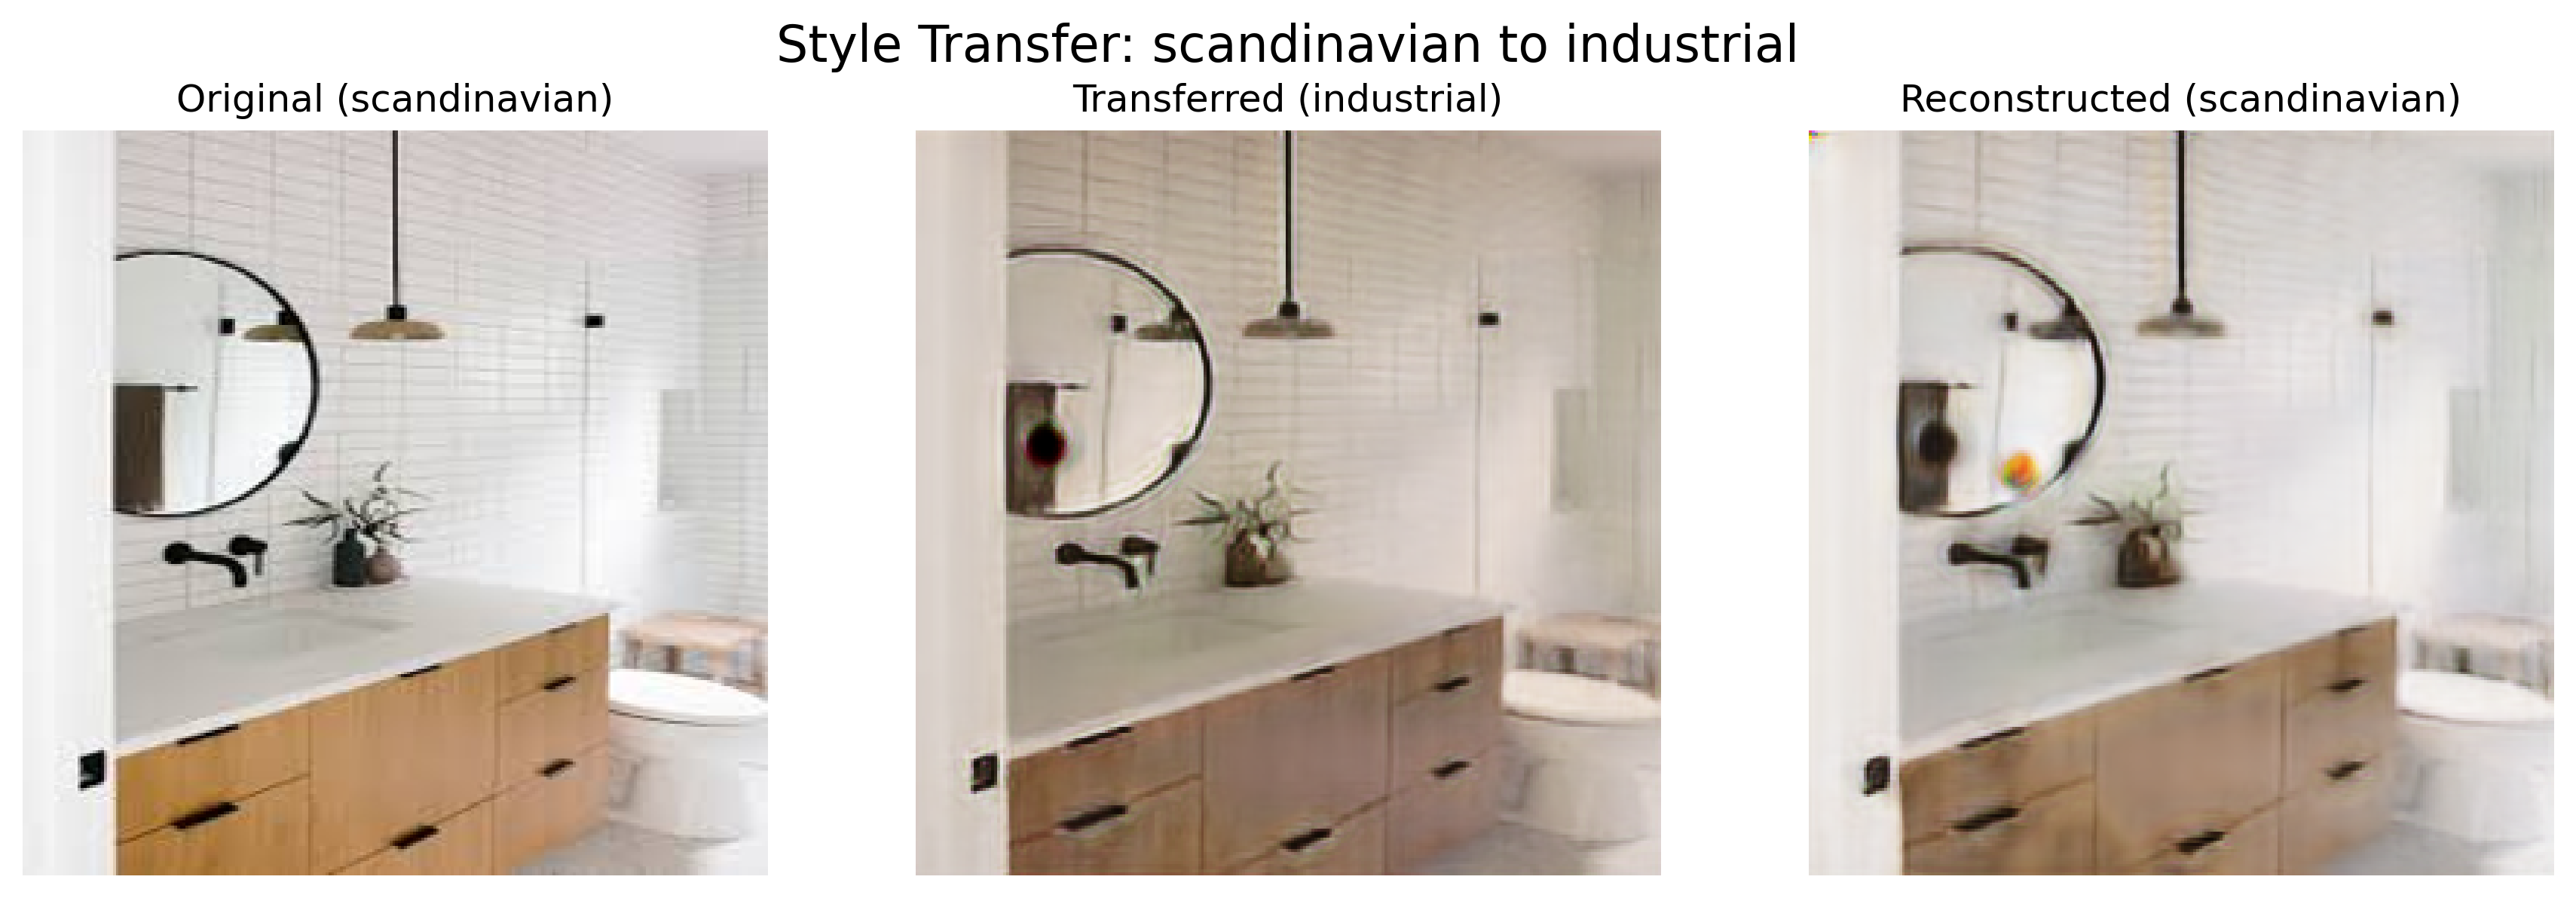 Style Transfer: scandinavian to industrial
Original (scandinavian)
Transferred (industrial)
Reconstructed (scandinavian)